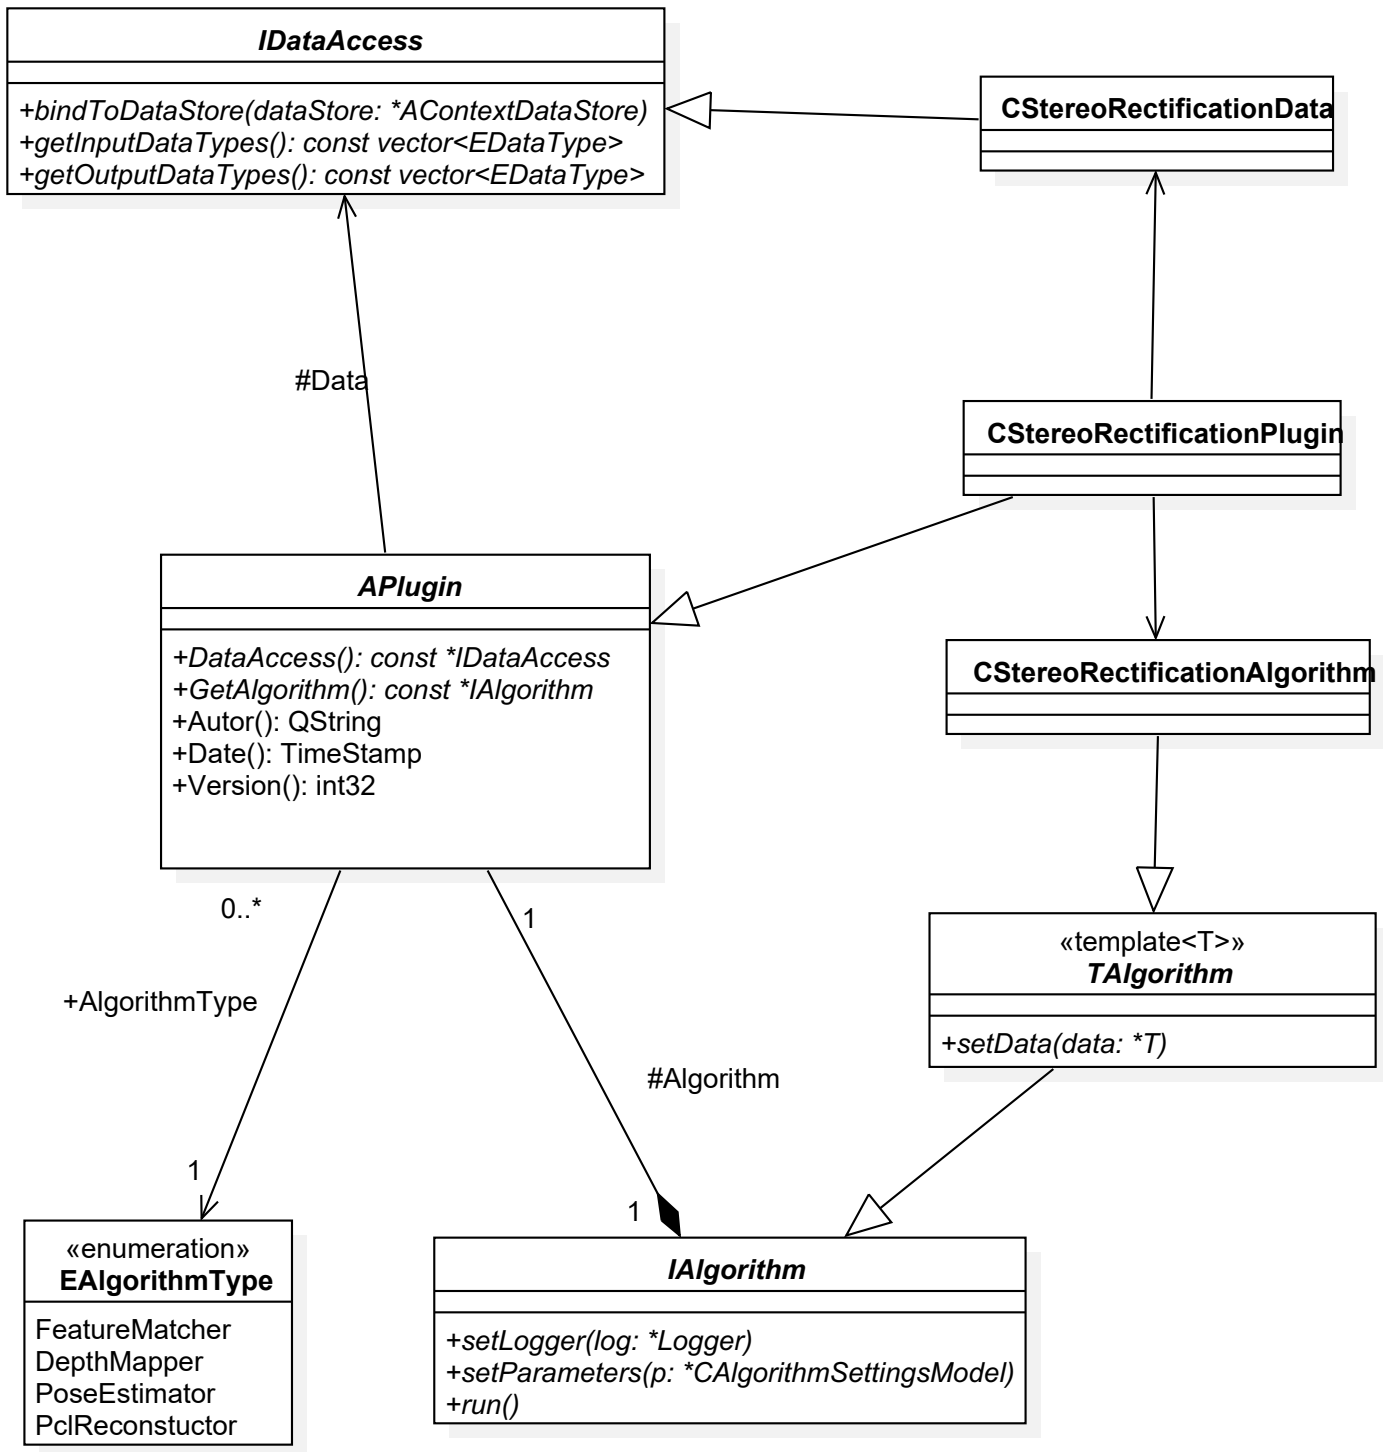 IDataAccess
+bindToDataStore(dataStore: *AContextDataStore)
+getInputDataTypes(): const vector<EDataType>
+getOutputDataTypes(): const vector<EDataType>
CStereoRectificationData
#Data
CStereoRectificationPlugin
APlugin
+DataAccess(): const *IDataAccess
+GetAlgorithm(): const *IAlgorithm
+Autor(): QString
+Date(): TimeStamp
+Version(): int32
CStereoRectificationAlgorithm
0..*
1
+AlgorithmType
«template<T>»
TAlgorithm
+setData(data: *T)
#Algorithm
1
1
«enumeration»
EAlgorithmType
FeatureMatcher
DepthMapper
PoseEstimator
PclReconstuctor
IAlgorithm
+setLogger(log: *Logger)
+setParameters(p: *CAlgorithmSettingsModel)
+run()